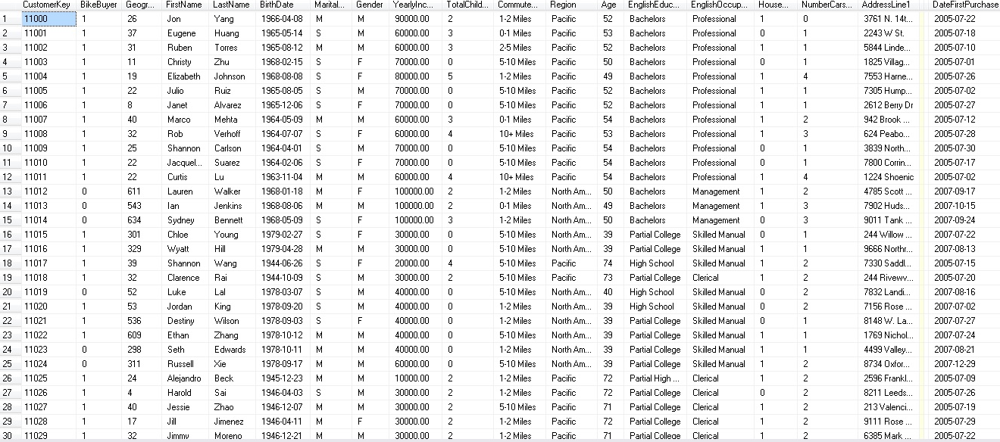 CustomerKey BikeBuyer Geogr... FirstName LastName BirthDate Marital... Gender YearlyInc... TotalChild... Commute... Region Age EnglishEduc... EnglishOccup... House... NumberCars... AddressLine1 DateFirstPurchase
1 11000 1 26 Jon Yang 1966-04-08 M M 90000.00 2 1-2 Miles Pacific 52 Bachelors Professional 1 0 3761 N. 14t... 2005-07-22
2 11001 1 37 Eugene Huang 1965-05-14 S M 60000.00 3 0-1 Miles Pacific 53 Bachelors Professional 0 1 2243 W St. 2005-07-18
3 11002 1 31 Ruben Torres 1965-08-12 M M 60000.00 3 2-5 Miles Pacific 52 Bachelors Professional 1 1 5844 Linde... 2005-07-10
4 11003 1 11 Christy Zhu 1968-02-15 S F 70000.00 0 5-10 Miles Pacific 50 Bachelors Professional 0 1 1825 Villag... 2005-07-01
5 11004 1 19 Elizabeth Johnson 1968-08-08 S F 80000.00 5 1-2 Miles Pacific 49 Bachelors Professional 1 4 7553 Harne... 2005-07-26
6 11005 1 22 Julio Ruiz 1965-08-05 S M 70000.00 0 5-10 Miles Pacific 52 Bachelors Professional 1 1 7305 Hump... 2005-07-02
7 11006 1 8 Janet Alvarez 1965-12-06 S F 70000.00 0 5-10 Miles Pacific 52 Bachelors Professional 1 1 2612 Berry Dr 2005-07-27
8 11007 1 40 Marco Mehta 1964-05-09 M M 60000.00 3 0-1 Miles Pacific 54 Bachelors Professional 1 2 942 Brook ... 2005-07-12
9 11008 1 32 Rob Verhoff 1964-07-07 S F 60000.00 4 10+ Miles Pacific 53 Bachelors Professional 1 3 624 Peabo... 2005-07-28
10 11009 1 25 Shannon Carlson 1964-04-01 S M 70000.00 0 5-10 Miles Pacific 54 Bachelors Professional 0 1 3839 North... 2005-07-30
11 11010 1 22 Jacquel... Suarez 1964-02-06 S F 70000.00 0 5-10 Miles Pacific 54 Bachelors Professional 0 1 7800 Corrin... 2005-07-17
12 11011 1 22 Curtis Lu 1963-11-04 M M 60000.00 4 10+ Miles Pacific 54 Bachelors Professional 1 4 1224 Shoenic 2005-07-02
13 11012 0 611 Lauren Walker 1968-01-18 M F 100000.00 2 1-2 Miles North Am... 50 Bachelors Management 1 2 4785 Scott ... 2007-09-17
14 11013 0 543 Ian Jenkins 1968-08-06 M M 100000.00 2 0-1 Miles North Am... 49 Bachelors Management 1 3 7902 Huds... 2007-10-15
15 11014 0 634 Sydney Bennett 1968-05-09 S F 100000.00 3 1-2 Miles North Am... 50 Bachelors Management 0 3 9011 Tank ... 2007-09-24
16 11015 1 301 Chloe Young 1979-02-27 S F 30000.00 0 5-10 Miles North Am... 39 Partial College Skilled Manual 0 1 244 Willow ... 2007-07-22
17 11016 1 329 Wyatt Hill 1979-04-28 M M 30000.00 0 5-10 Miles North Am... 39 Partial College Skilled Manual 1 1 9666 Northr... 2007-08-13
18 11017 1 39 Shannon Wang 1944-06-26 S F 20000.00 4 5-10 Miles Pacific 74 High School Skilled Manual 1 2 7330 Saddl... 2005-07-15
19 11018 1 32 Clarence Rai 1944-10-09 S M 30000.00 2 5-10 Miles Pacific 73 Partial College Clerical 1 2 244 Rivewv... 2005-07-20
20 11019 0 52 Luke Lal 1978-03-07 S M 40000.00 0 5-10 Miles North Am... 40 High School Skilled Manual 0 2 7832 Landi... 2007-08-16
21 11020 1 53 Jordan King 1978-09-20 S M 40000.00 0 1-2 Miles North Am... 39 High School Skilled Manual 0 2 7156 Rose ... 2007-07-02
22 11021 1 536 Destiny Wilson 1978-09-03 S F 40000.00 0 1-2 Miles North Am... 39 Partial College Skilled Manual 0 2 8148 W. La... 2007-07-27
23 11022 1 609 Ethan Zhang 1978-10-12 M M 40000.00 0 5-10 Miles North Am... 39 Partial College Skilled Manual 1 1 1769 Nichol... 2007-07-24
24 11023 0 298 Seth Edwards 1978-10-11 M M 40000.00 0 1-2 Miles North Am... 39 Partial College Skilled Manual 1 1 4499 Valley... 2007-08-21
25 11024 0 311 Russell Xie 1978-09-17 M M 60000.00 0 5-10 Miles North Am... 39 Partial College Skilled Manual 1 2 8734 Oxfor... 2007-12-29
26 11025 1 24 Alejandro Beck 1945-12-23 M M 10000.00 2 1-2 Miles Pacific 72 Partial High ... Clerical 1 2 2596 Frankl... 2005-07-09
27 11026 1 4 Harold Sai 1946-04-03 S M 30000.00 2 1-2 Miles Pacific 72 Partial College Clerical 0 2 8211 Leeds... 2005-07-26
28 11027 1 40 Jessie Zhao 1946-12-07 M M 30000.00 2 5-10 Miles Pacific 71 Partial College Clerical 1 2 213 Valenci... 2005-07-19
29 11028 1 17 Jill Jimenez 1946-04-11 M F 30000.00 2 1-2 Miles Pacific 72 Partial College Clerical 1 2 9111 Rose ... 2005-07-29
30 11029 1 32 Jimmy Moreno 1946-12-21 M M 30000.00 2 1-2 Miles Pacific 71 Partial College Clerical 1 2 6385 Mark ... 2005-07-22